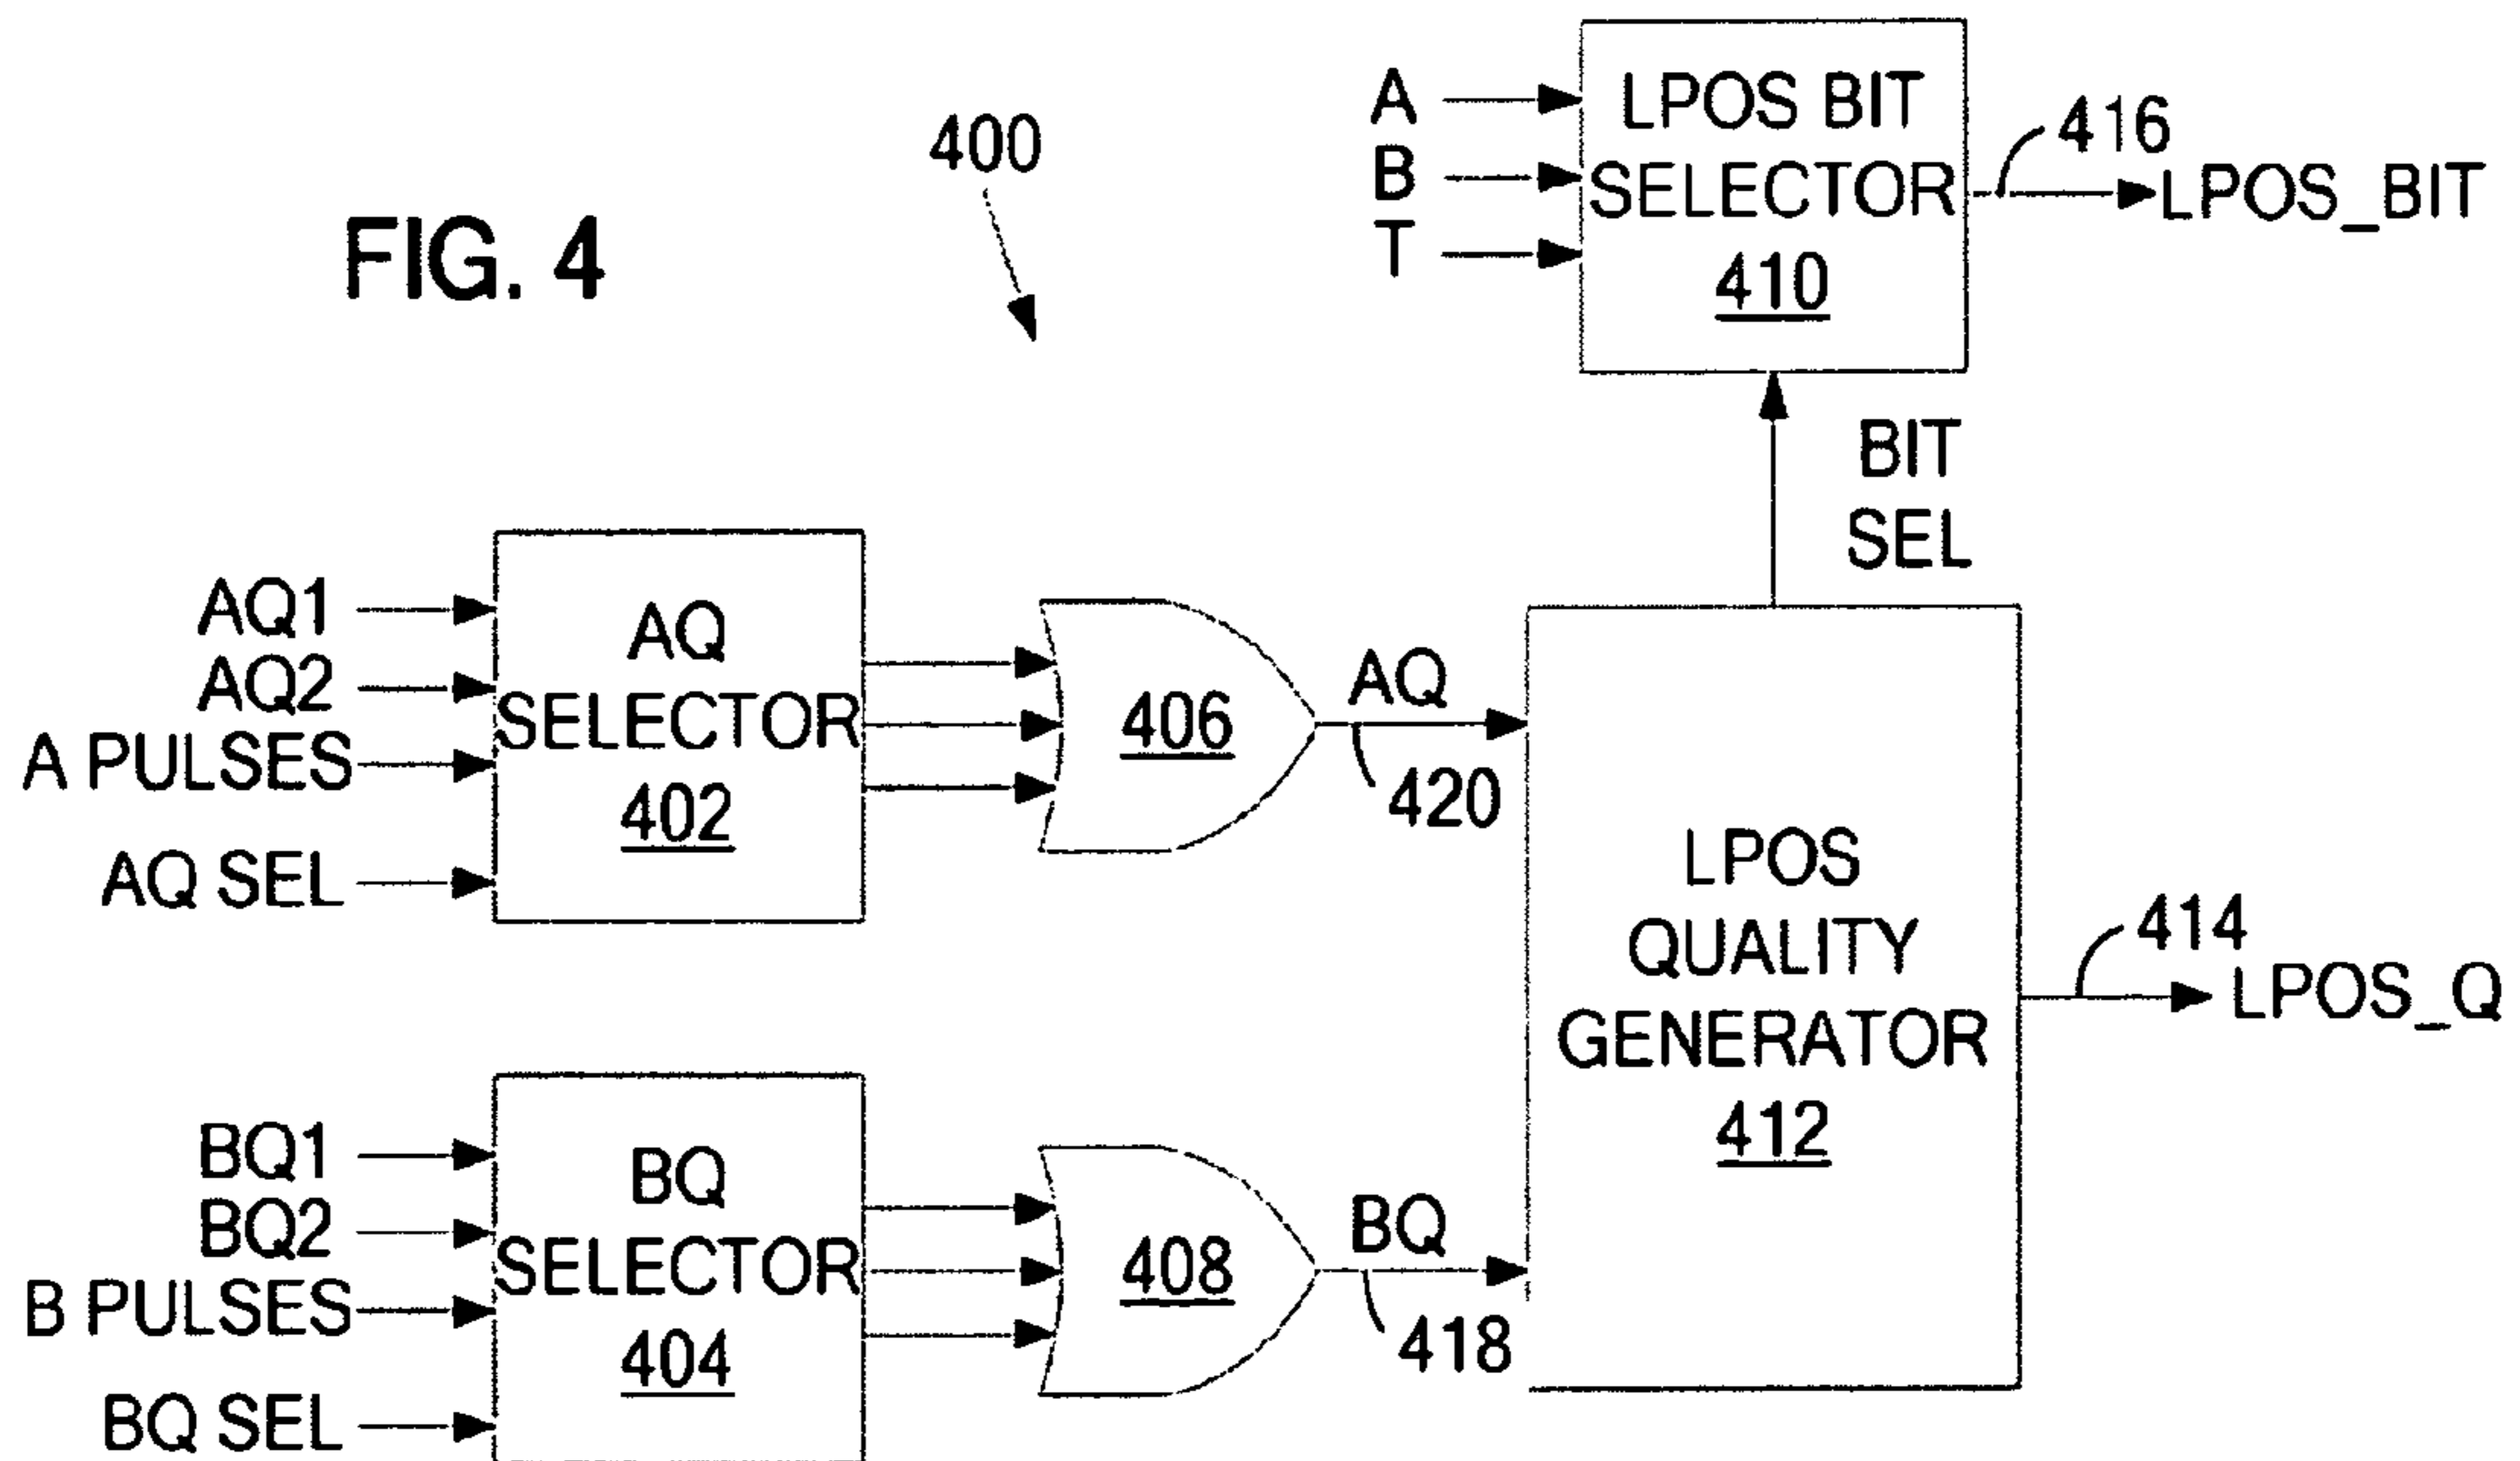 FIG. 4
400
A
B
T
LPOS BIT
SELECTOR
410
416
LPOS_BIT
BIT
SEL
AQ1
AQ2
A PULSES
AQ SEL
AQ
SELECTOR
402
406
AQ
420
BQ1
BQ2
B PULSES
BQ SEL
BQ
SELECTOR
404
408
BQ
418
LPOS
QUALITY
GENERATOR
412
414
LPOS_Q